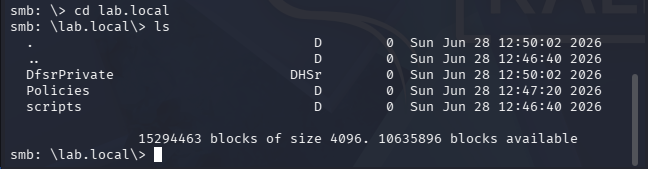 smb: \> cd lab.local
smb: \> ls
  .                                   D        0  Sun Jun 28 12:50:02 2026
  ..                                  D        0  Sun Jun 28 12:46:40 2026
  DfsrPrivate                      DHSr        0  Sun Jun 28 12:50:02 2026
  Policies                            D        0  Sun Jun 28 12:47:20 2026
  scripts                             D        0  Sun Jun 28 12:46:40 2026
                15294463 blocks of size 4096. 10635896 blocks available
smb: \lab.local\>